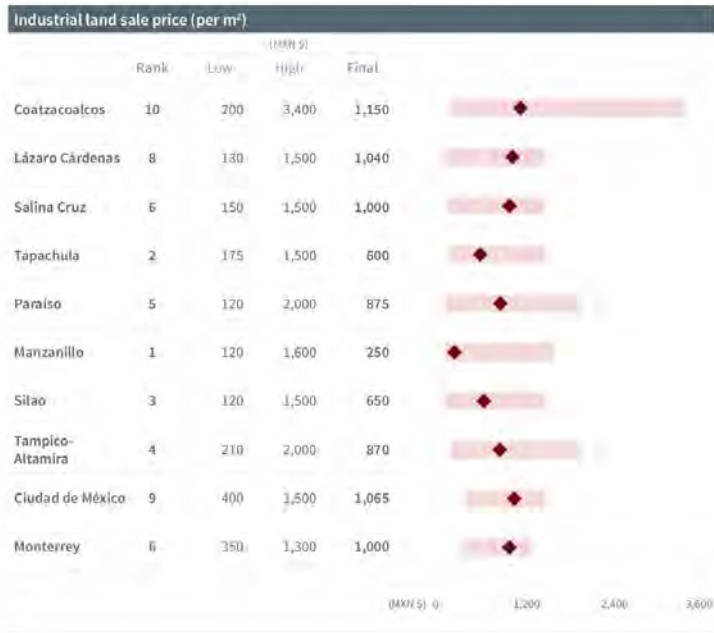 Industrial land sale price (per m²)
(MXN $)
Rank Low High Final
Coatzacoalcos 10 200 3,400 1,150
Lázaro Cárdenas 8 130 1,500 1,040
Salina Cruz 6 150 1,500 1,000
Tapachula 2 175 1,500 600
Paraíso 5 120 2,000 875
Manzanillo 1 120 1,600 250
Silao 3 120 1,500 650
Tampico-
Altamira 4 210 2,000 870
Ciudad de México 9 400 1,500 1,065
Monterrey 6 350 1,300 1,000
(MXN $) 0 1,200 2,400 3,600